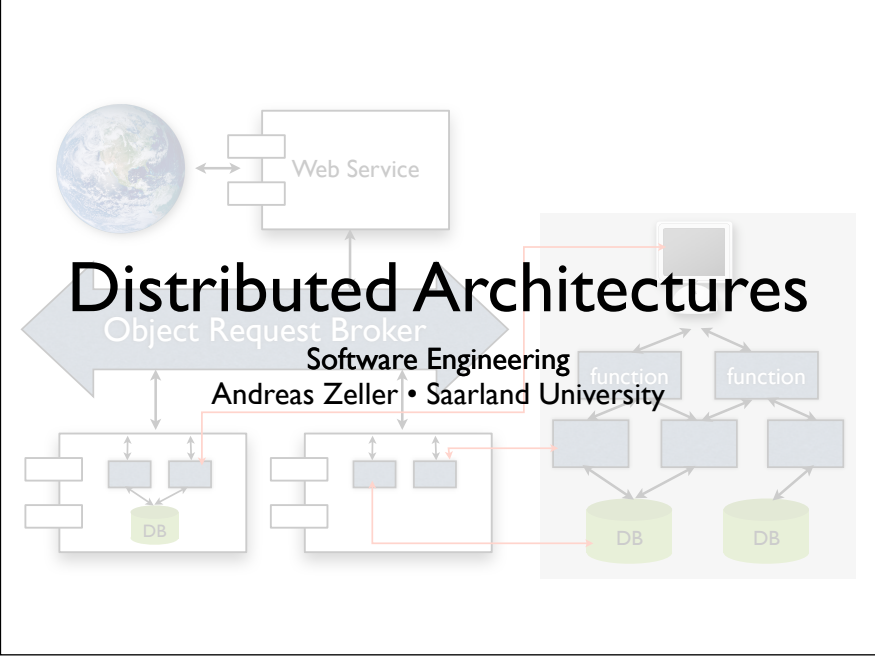 Web Service
Distributed Architectures
Object Request Broker
Software Engineering
Andreas Zeller • Saarland University
function
function
DB
DB
DB